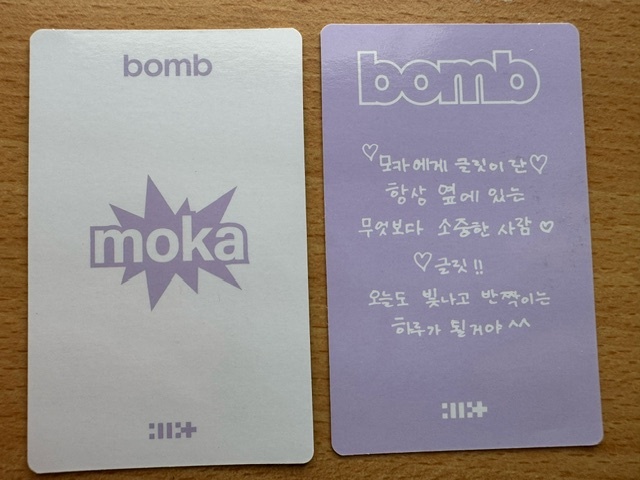 bomb
moka
bomb
♡모카에게 글릿이란♡
항상 옆에 있는
무엇보다 소중한 사람♡
♡글릿!!
오늘도 빛나고 반짝이는
하루가 될거야 ^^